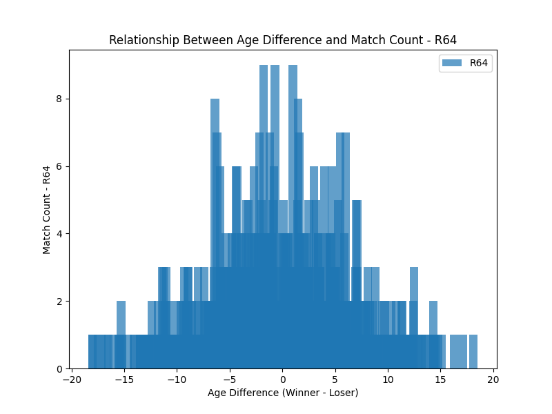 Relationship Between Age Difference and Match Count - R64
R64
8
6
4
2
0
Match Count - R64
−20 −15 −10 −5 0 5 10 15 20
Age Difference (Winner - Loser)